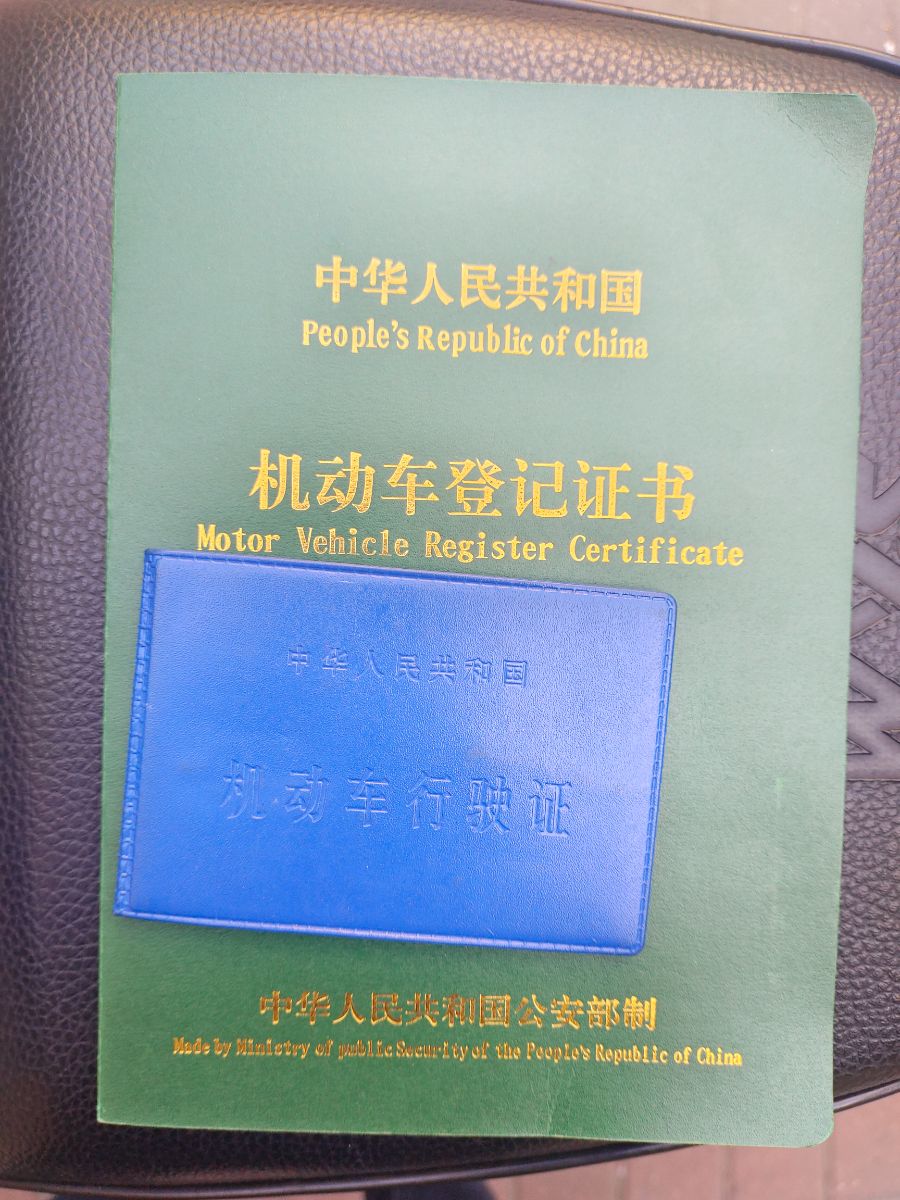 中华人民共和国
People's Republic of China
机动车登记证书
Motor Vehicle Register Certificate
中华人民共和国
机动车行驶证
中华人民共和国公安部制
Made by Ministry of public Security of the People's Republic of China